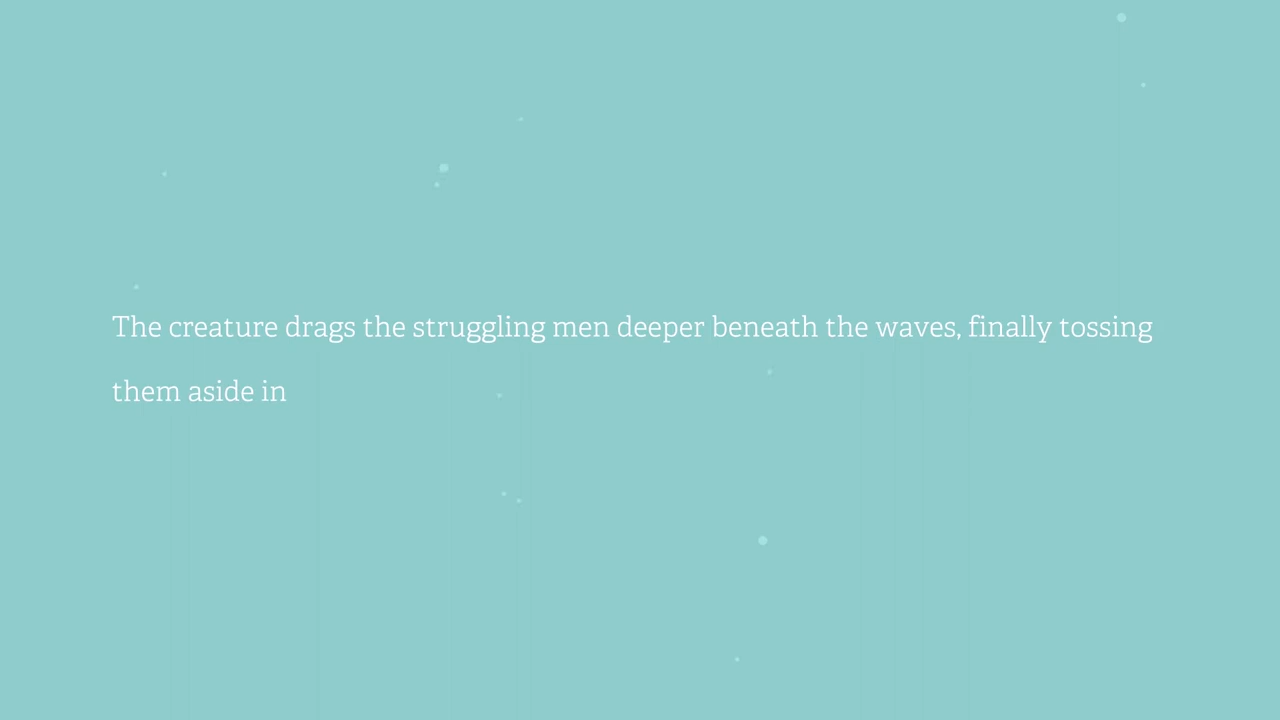 The creature drags the struggling men deeper beneath the waves, finally tossing
them aside in